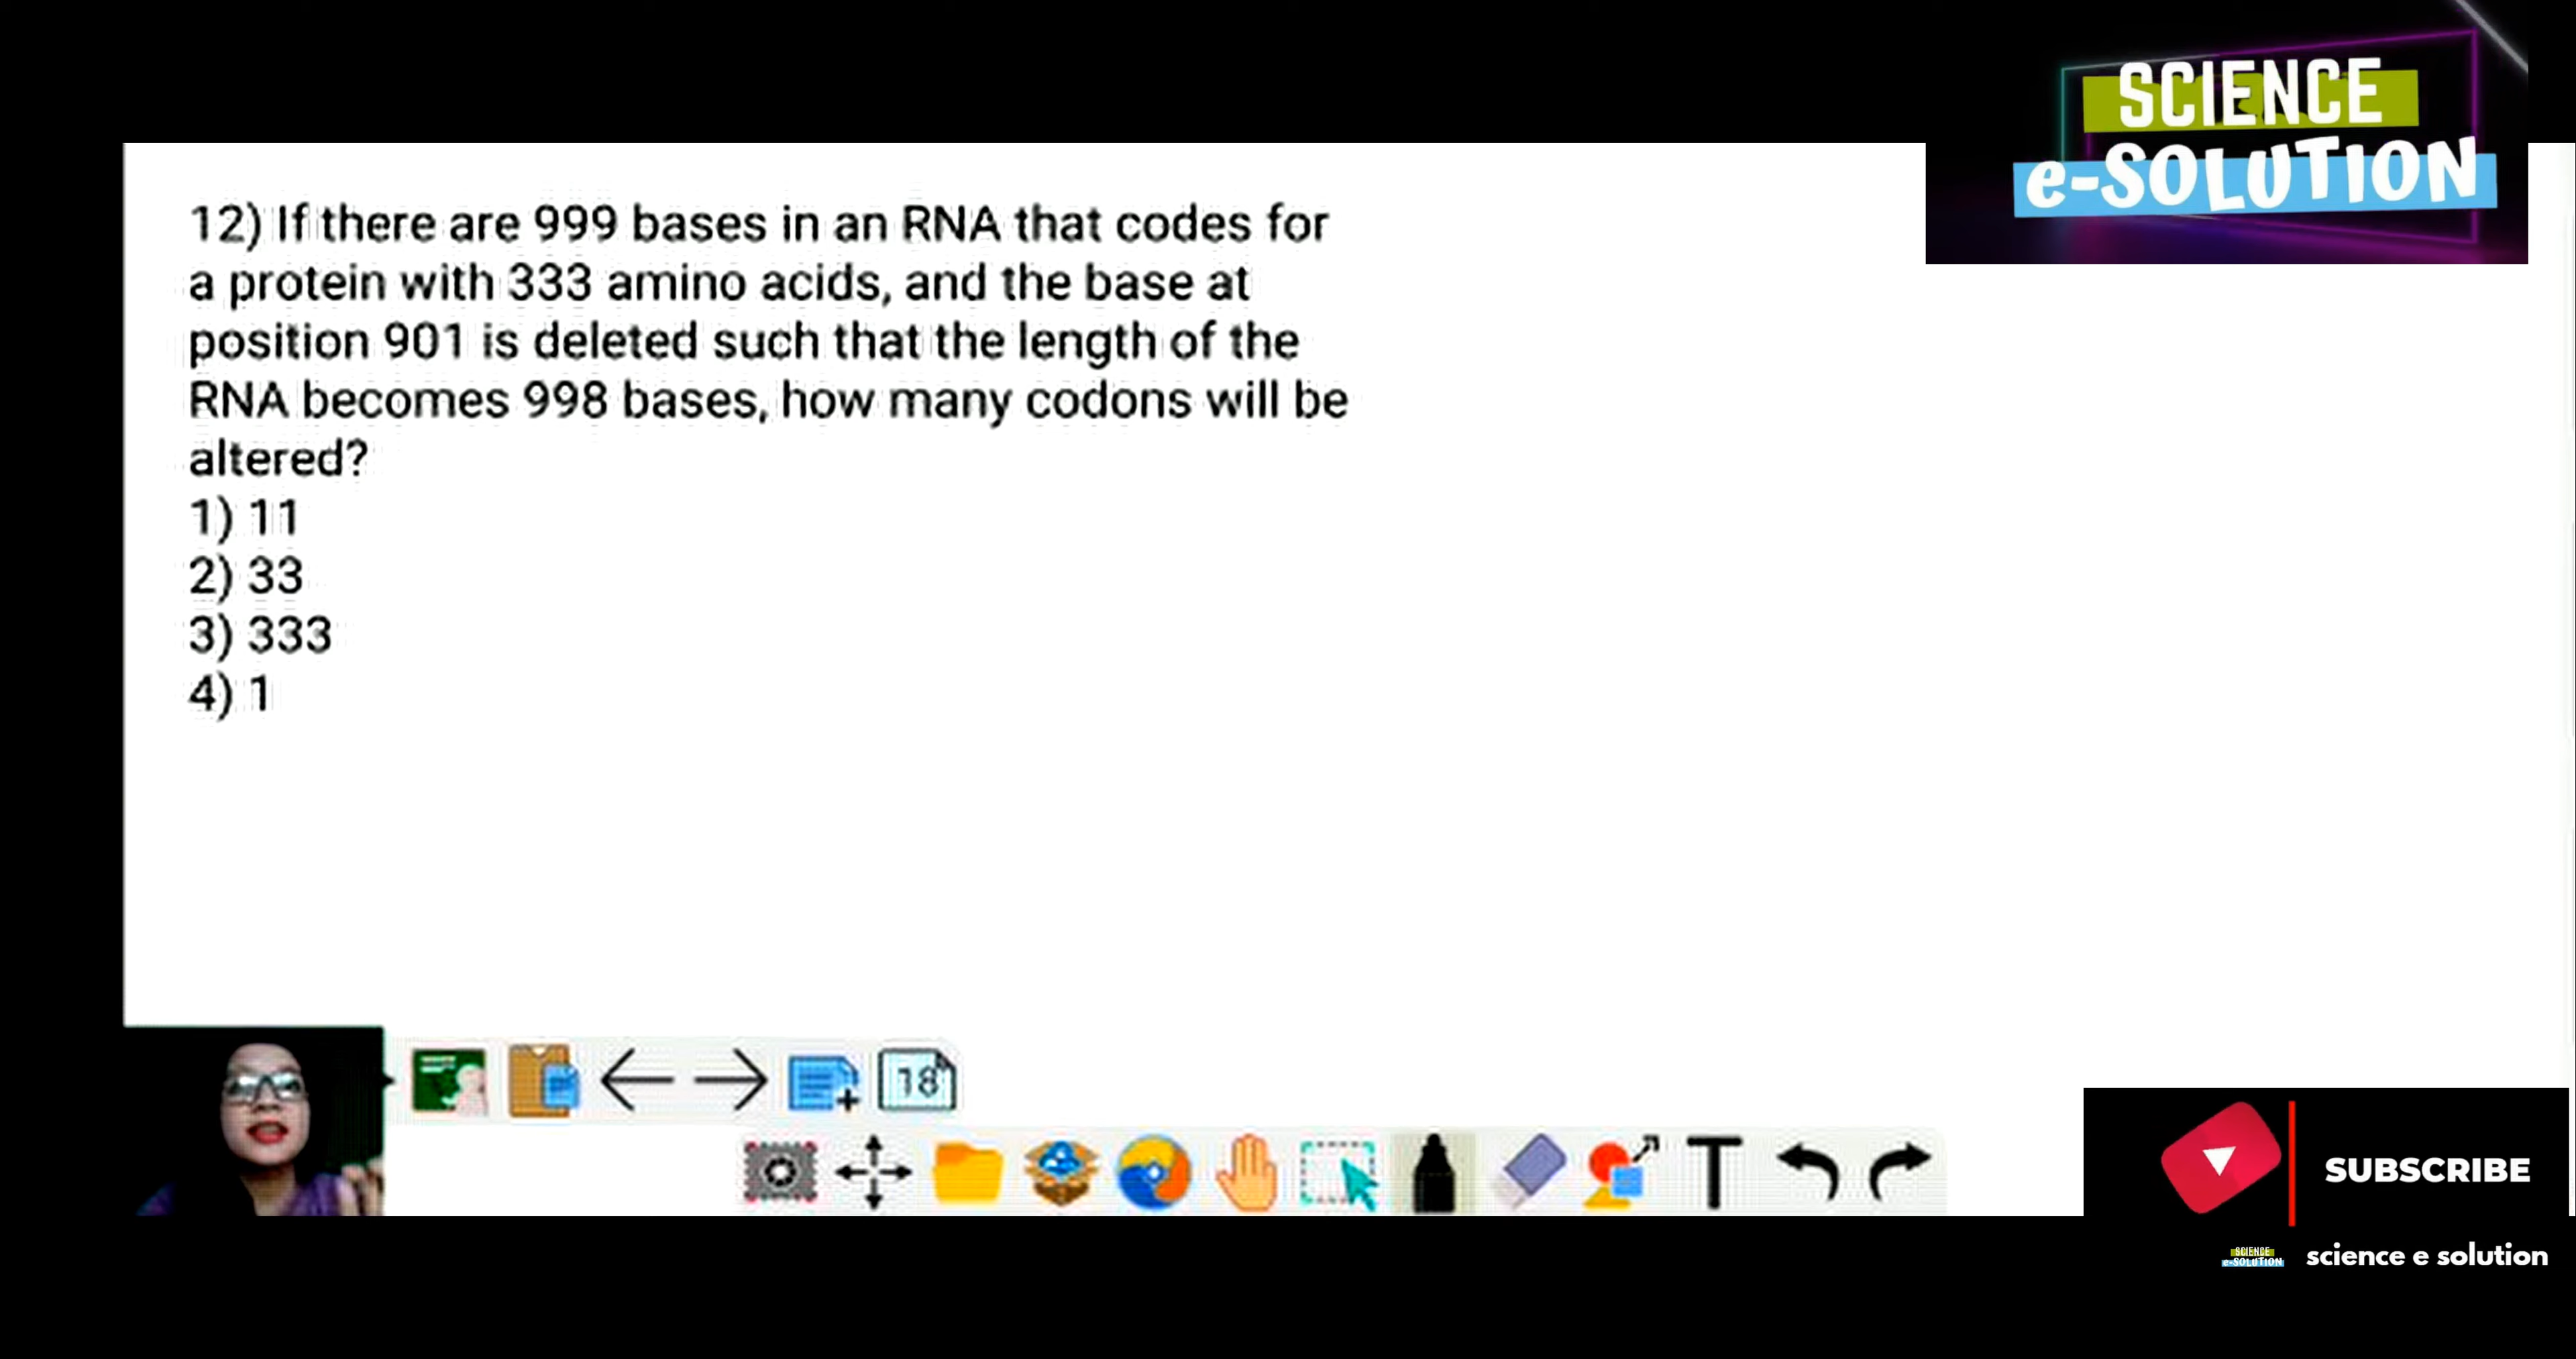 SCIENCE
e-SOLUTION
12) If there are 999 bases in an RNA that codes for
a protein with 333 amino acids, and the base at
position 901 is deleted such that the length of the
RNA becomes 998 bases, how many codons will be
altered?
1) 11
2) 33
3) 333
4) 1
18
T
SUBSCRIBE
SCIENCE
e-SOLUTION
science e solution